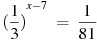 (1/3)^{x-7} = 1/81